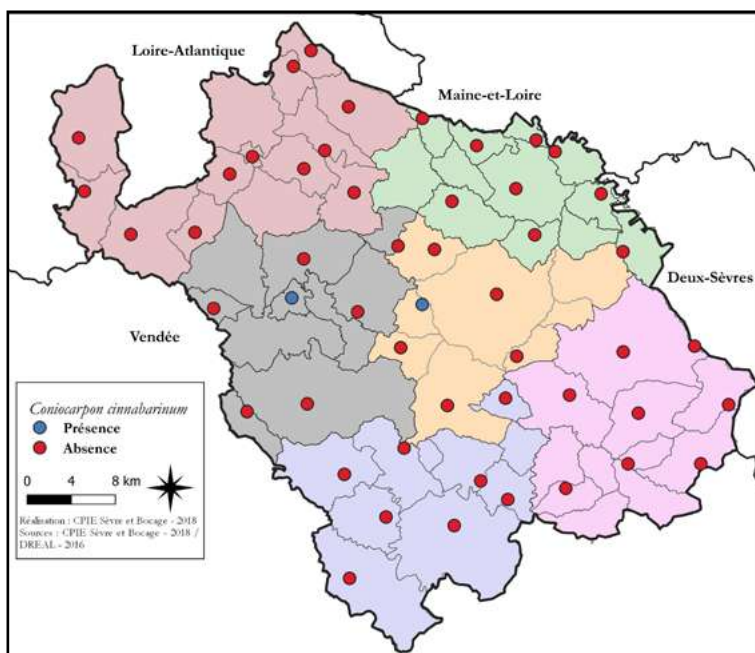 Loire-Atlantique
Maine-et-Loire
Deux-Sèvres
Vendée
Coniocarpon cinnabarinum
Présence
Absence
0 4 8 km
Réalisation : CPIE Sèvre et Bocage - 2018
Sources : CPIE Sèvre et Bocage - 2018 /
DREAL - 2016